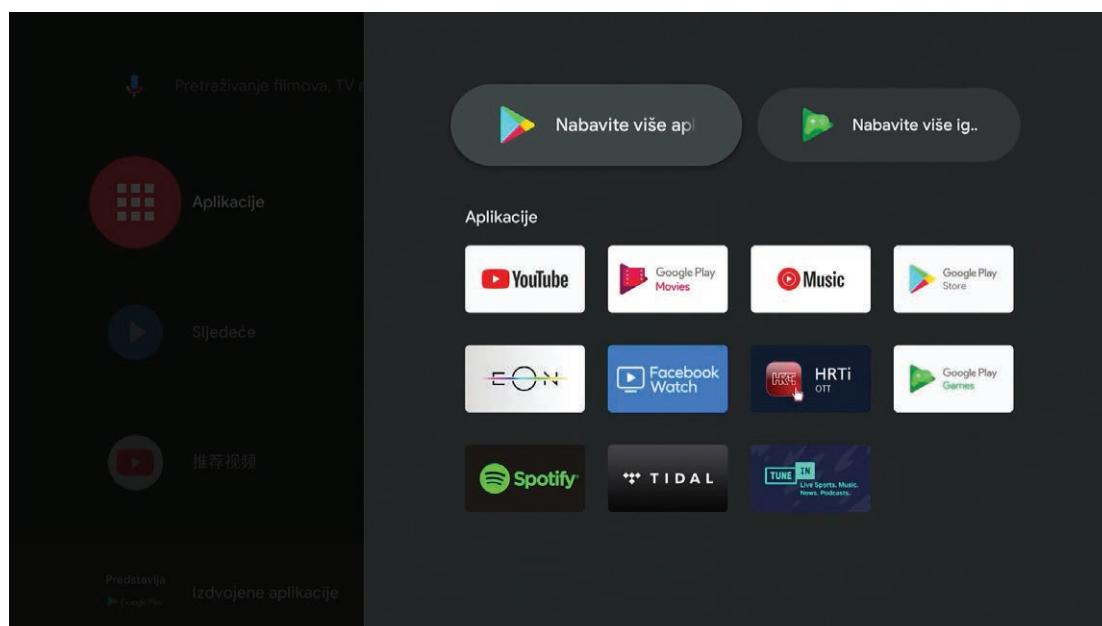 Pretraživanje filmova, TV e
Aplikacije
Sljedeće
推荐视频
Predstavlja
Google Play
Izdvojene aplikacije
Nabavite više apl
Nabavite više ig..
Aplikacije
YouTube
Google Play
Movies
Music
Google Play
Store
EON
Facebook
Watch
HRT
HRTi
OTT
Google Play
Games
Spotify
TIDAL
TUNE IN
Live Sports. Music.
News. Podcasts.